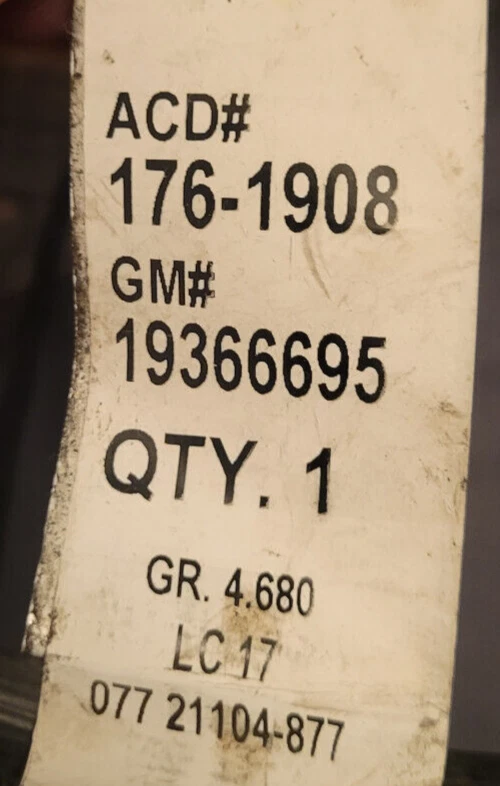 ACD#
176-1908
GM#
19366695
QTY. 1
GR. 4.680
LC 17
077 21104-877